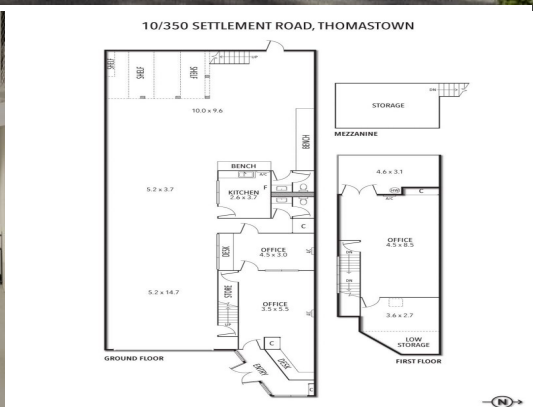 10/350 SETTLEMENT ROAD, THOMASTOWN
SHELF
SHELF
SHELF
UP
10.0 x 9.6
BENCH
BENCH
A/C
F
KITCHEN
2.6 x 3.7
5.2 x 3.7
C
DESK
OFFICE
4.5 x 3.0
A/C
5.2 x 14.7
STORE
OFFICE
3.5 x 5.5
A/C
UP
C
DESK
ENTRY
GROUND FLOOR
DN
STORAGE
MEZZANINE
4.6 x 3.1
C
A/C
OFFICE
4.5 x 8.5
DN
DN
3.6 x 2.7
LOW
STORAGE
FIRST FLOOR
N